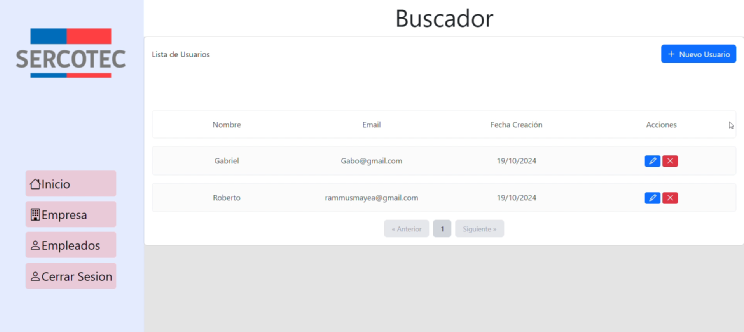 Buscador
SERCOTEC
Lista de Usuarios
+ Nuevo Usuario
Nombre Email Fecha Creación Acciones
Gabriel Gabo@gmail.com 19/10/2024
Roberto rammusmayea@gmail.com 19/10/2024
« Anterior 1 Siguiente »
Inicio
Empresa
Empleados
Cerrar Sesion